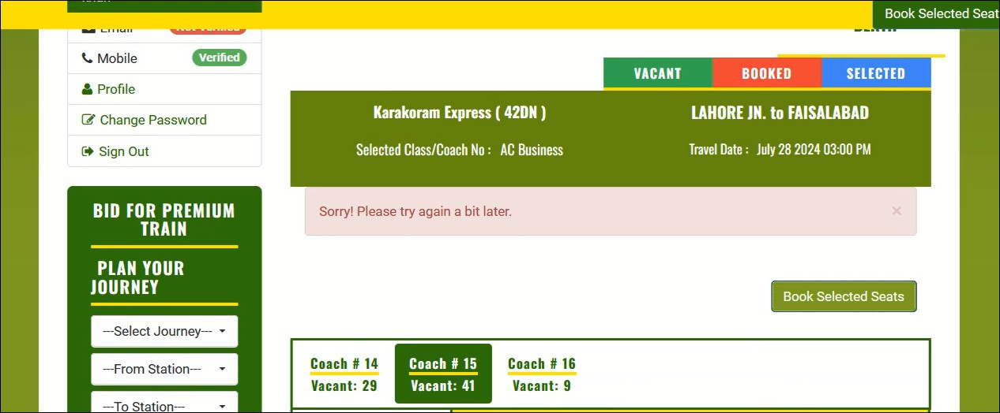 Book Selected Seat
Email
Not Verified
Mobile
Verified
Profile
Change Password
Sign Out
BID FOR PREMIUM
TRAIN
PLAN YOUR
JOURNEY
---Select Journey---
---From Station---
---To Station---
VACANT
BOOKED
SELECTED
Karakoram Express ( 42DN )
LAHORE JN. to FAISALABAD
Selected Class/Coach No : AC Business
Travel Date : July 28 2024 03:00 PM
Sorry! Please try again a bit later.
×
Book Selected Seats
Coach # 14
Vacant: 29
Coach # 15
Vacant: 41
Coach # 16
Vacant: 9